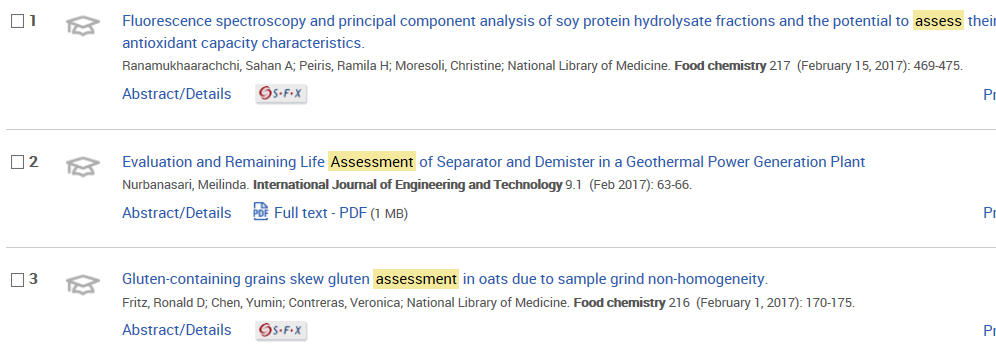 1
Fluorescence spectroscopy and principal component analysis of soy protein hydrolysate fractions and the potential to assess their
antioxidant capacity characteristics.
Ranamukhaarachchi, Sahan A; Peiris, Ramila H; Moresoli, Christine; National Library of Medicine. Food chemistry 217 (February 15, 2017): 469-475.
Abstract/Details S·F·X Pr
2
Evaluation and Remaining Life Assessment of Separator and Demister in a Geothermal Power Generation Plant
Nurbanasari, Meilinda. International Journal of Engineering and Technology 9.1 (Feb 2017): 63-66.
Abstract/Details PDF Full text - PDF (1 MB) Pr
3
Gluten-containing grains skew gluten assessment in oats due to sample grind non-homogeneity.
Fritz, Ronald D; Chen, Yumin; Contreras, Veronica; National Library of Medicine. Food chemistry 216 (February 1, 2017): 170-175.
Abstract/Details S·F·X Pr